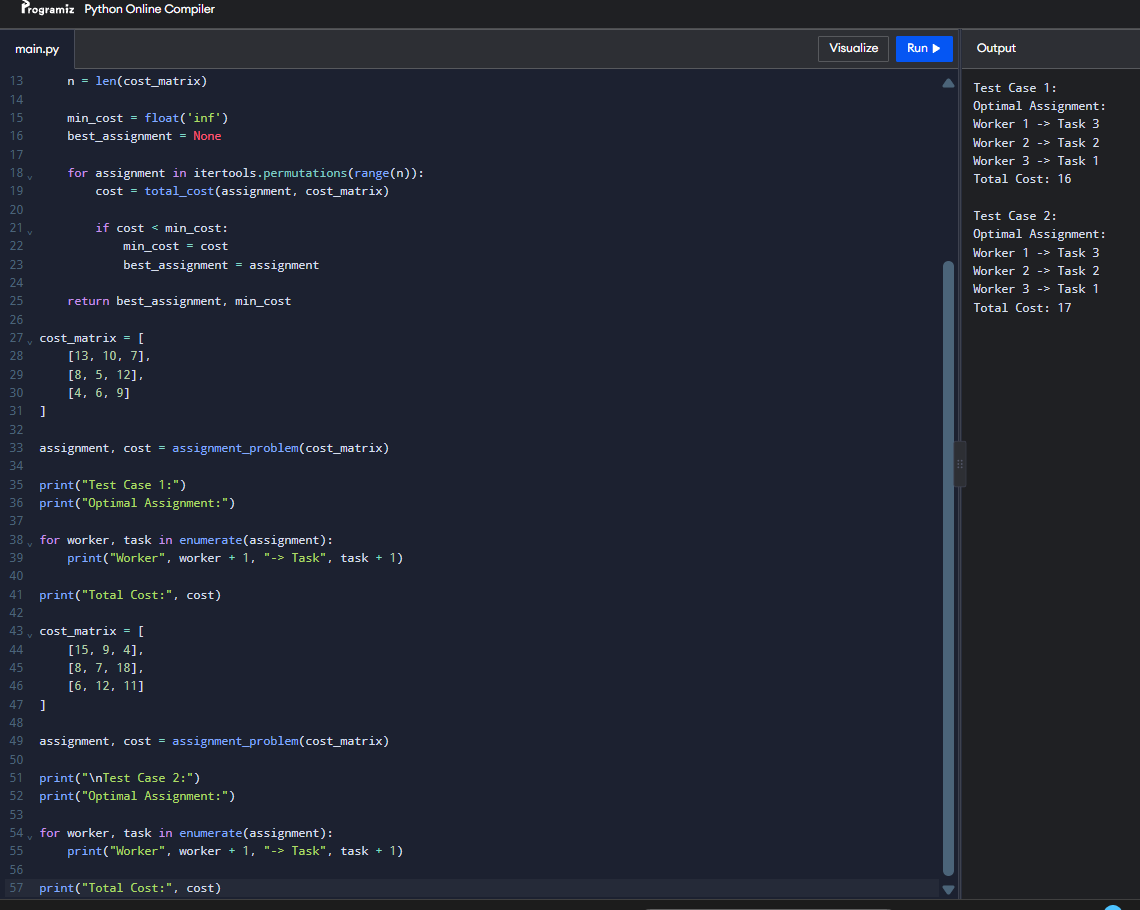 Programiz Python Online Compiler
main.py
Visualize
Run
Output
13     n = len(cost_matrix)
14
15     min_cost = float('inf')
16     best_assignment = None
17
18     for assignment in itertools.permutations(range(n)):
19         cost = total_cost(assignment, cost_matrix)
20
21         if cost < min_cost:
22             min_cost = cost
23             best_assignment = assignment
24
25     return best_assignment, min_cost
26
27 cost_matrix = [
28     [13, 10, 7],
29     [8, 5, 12],
30     [4, 6, 9]
31 ]
32
33 assignment, cost = assignment_problem(cost_matrix)
34
35 print("Test Case 1:")
36 print("Optimal Assignment:")
37
38 for worker, task in enumerate(assignment):
39     print("Worker", worker + 1, "-> Task", task + 1)
40
41 print("Total Cost:", cost)
42
43 cost_matrix = [
44     [15, 9, 4],
45     [8, 7, 18],
46     [6, 12, 11]
47 ]
48
49 assignment, cost = assignment_problem(cost_matrix)
50
51 print("\nTest Case 2:")
52 print("Optimal Assignment:")
53
54 for worker, task in enumerate(assignment):
55     print("Worker", worker + 1, "-> Task", task + 1)
56
57 print("Total Cost:", cost)
Test Case 1:
Optimal Assignment:
Worker 1 -> Task 3
Worker 2 -> Task 2
Worker 3 -> Task 1
Total Cost: 16

Test Case 2:
Optimal Assignment:
Worker 1 -> Task 3
Worker 2 -> Task 2
Worker 3 -> Task 1
Total Cost: 17